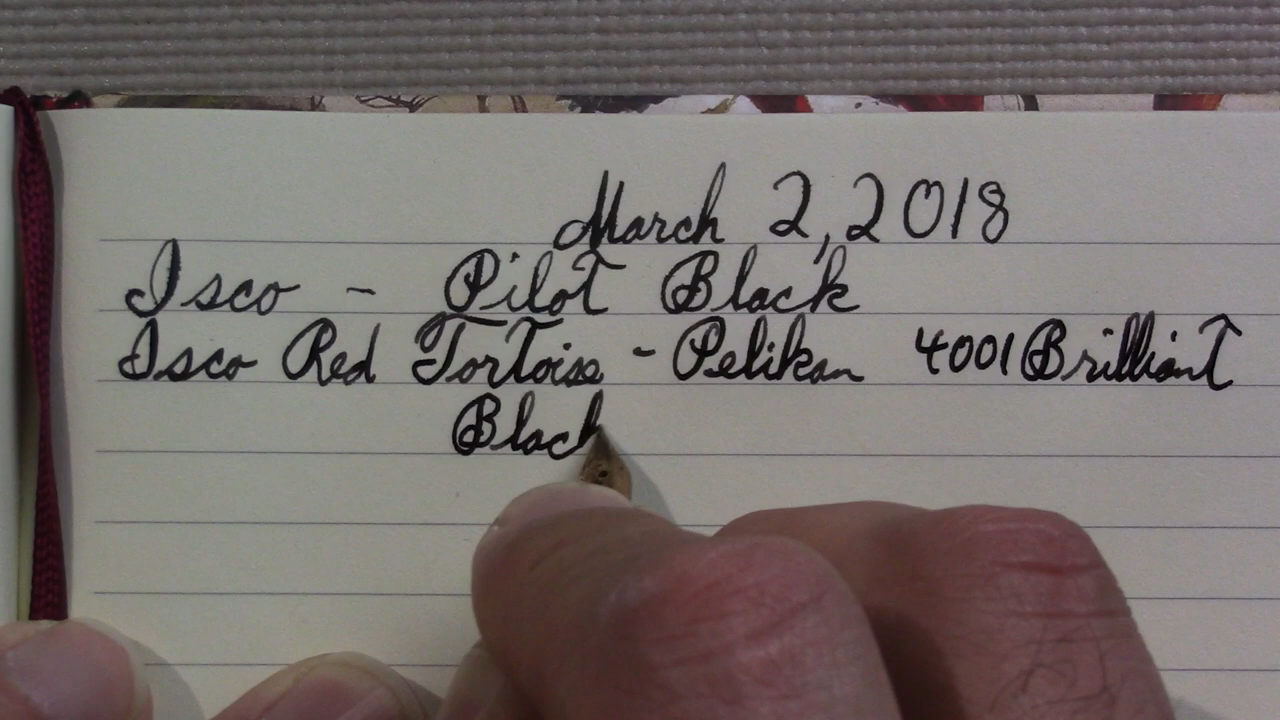 March 2, 2018
Isco - Pilot Black
Isco Red Tortoise - Pelikan 4001 Brilliant
Black